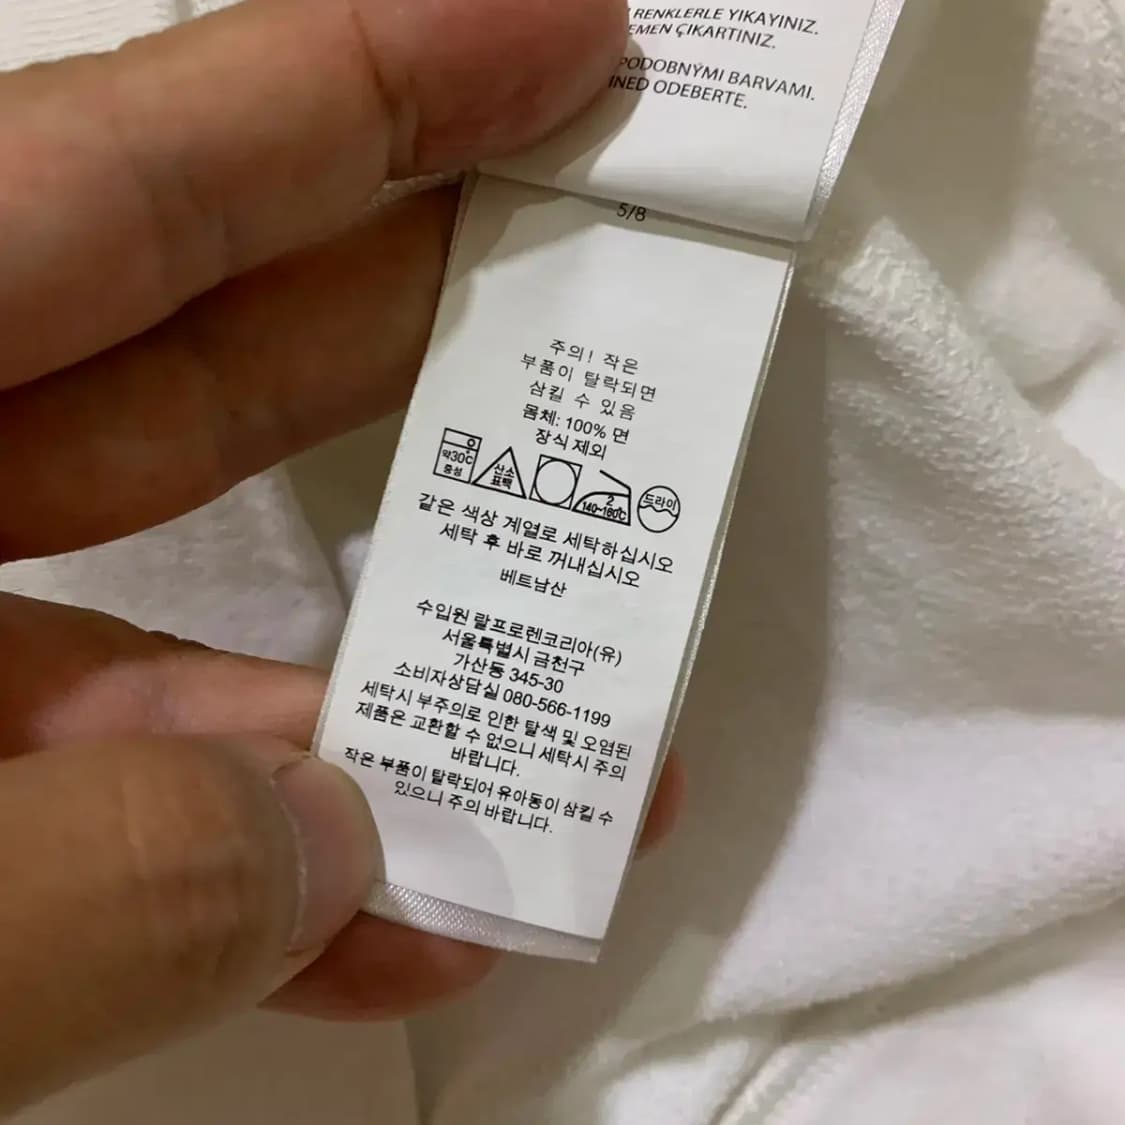 RENKLERLE YIKAYINIZ.
EMEN ÇIKARTINIZ.
PODOBNÝMI BARVAMI.
ODEBERTE.
5/8
주의! 작은
부품이 탈락되면
삼킬 수 있음
몸체: 100% 면
장식 제외
약30℃
중성
산소
표백
2
140~160℃
드라이
같은 색상 계열로 세탁하십시오
세탁 후 바로 꺼내십시오
베트남산
수입원 랄프로렌코리아(유)
서울특별시 금천구
가산동 345-30
소비자상담실 080-566-1199
세탁시 부주의로 인한 탈색 및 오염된
제품은 교환할 수 없으니 세탁시 주의
바랍니다.
작은 부품이 탈락되어 유아동이 삼킬 수
있으니 주의 바랍니다.